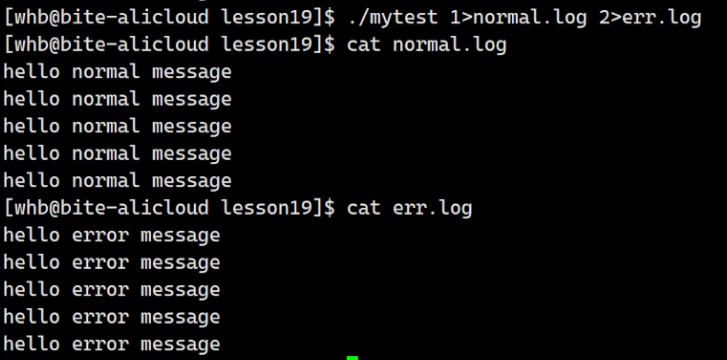 [whb@bite-alicloud lesson19]$ ./mytest 1>normal.log 2>err.log
[whb@bite-alicloud lesson19]$ cat normal.log
hello normal message
hello normal message
hello normal message
hello normal message
hello normal message
[whb@bite-alicloud lesson19]$ cat err.log
hello error message
hello error message
hello error message
hello error message
hello error message